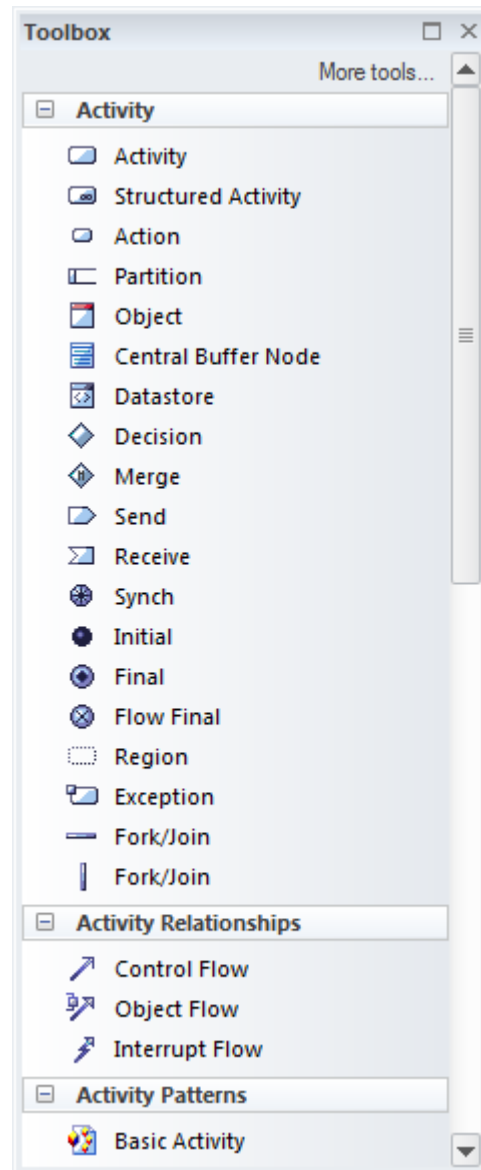 Toolbox
More tools...
Activity
Activity
Structured Activity
Action
Partition
Object
Central Buffer Node
Datastore
Decision
Merge
Send
Receive
Synch
Initial
Final
Flow Final
Region
Exception
Fork/Join
Fork/Join
Activity Relationships
Control Flow
Object Flow
Interrupt Flow
Activity Patterns
Basic Activity